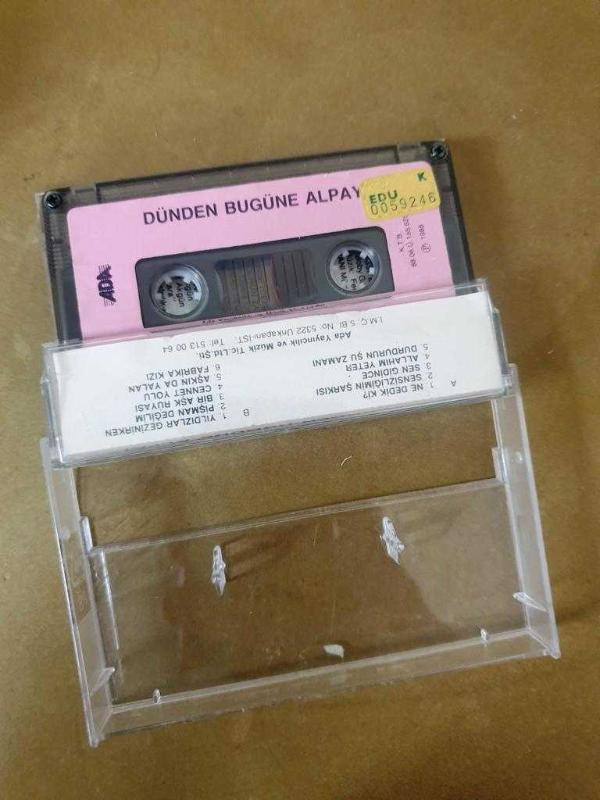 DÜNDEN BUGÜNE ALPAY
EDU K
0059246
ADA
K.T.B.
℗ 1988
A
1. NE DEDİK Kİ?
2. SENSİZLİĞİMİN ŞARKISI
3. SEN GİDİNCE
4. ALLAHIM YETER
5. DURDURUN ŞU ZAMANI
B
1. YILDIZLAR GEZİNİRKEN
2. PİŞMAN DEĞİLİM
3. BİR AŞK RÜYASI
4. CENNET YOLU
5. AŞKIN DA YALAN
6. FABRİKA KIZI
Ada Yayıncılık ve Müzik Tic.Ltd.Şti.
İ.M.Ç. 5.Bl. No: 5322 Unkapanı-İST. Tel: 513 00 64